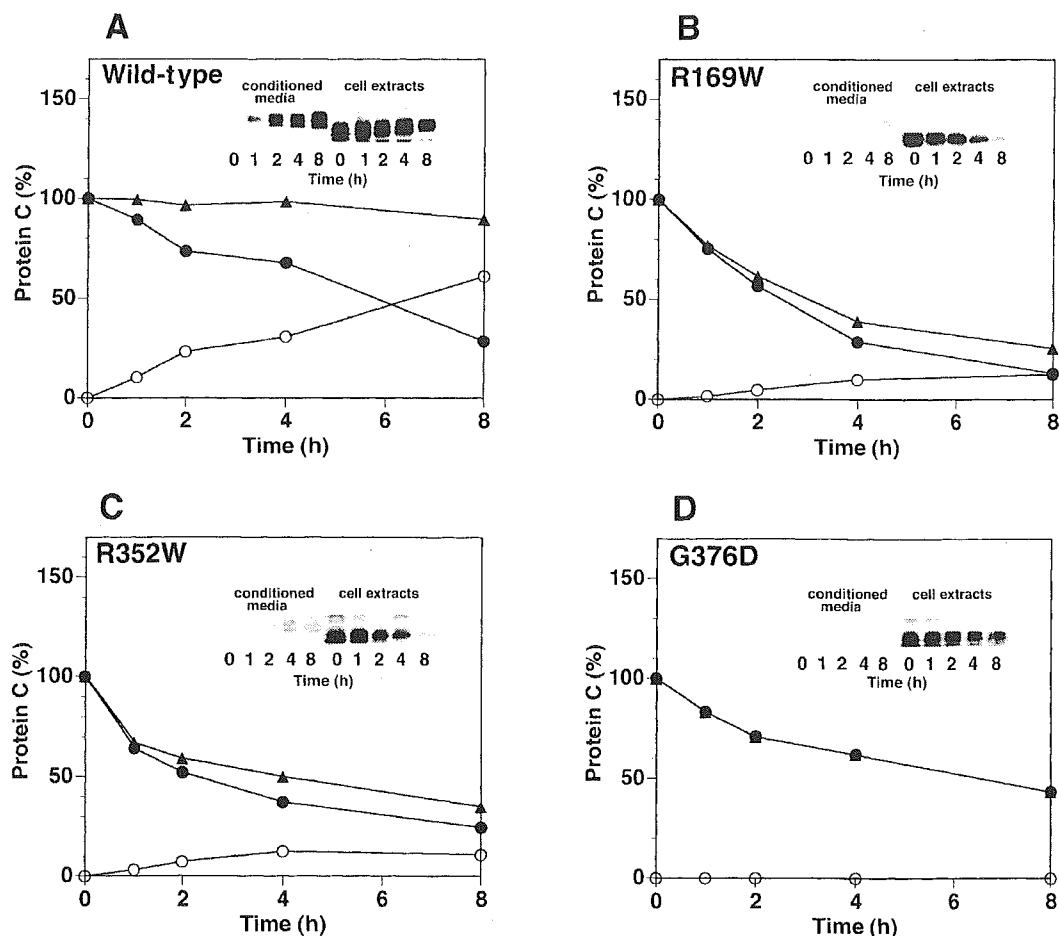 A
Wild-type
150
100
50
0
Protein C (%)
conditioned media
cell extracts
0 1 2 4 8 0 1 2 4 8
Time (h)
0 2 4 6 8
Time (h)
B
R169W
150
100
50
0
Protein C (%)
conditioned media
cell extracts
0 1 2 4 8 0 1 2 4 8
Time (h)
0 2 4 6 8
Time (h)
C
R352W
150
100
50
0
Protein C (%)
conditioned media
cell extracts
0 1 2 4 8 0 1 2 4 8
Time (h)
0 2 4 6 8
Time (h)
D
G376D
150
100
50
0
Protein C (%)
conditioned media
cell extracts
0 1 2 4 8 0 1 2 4 8
Time (h)
0 2 4 6 8
Time (h)